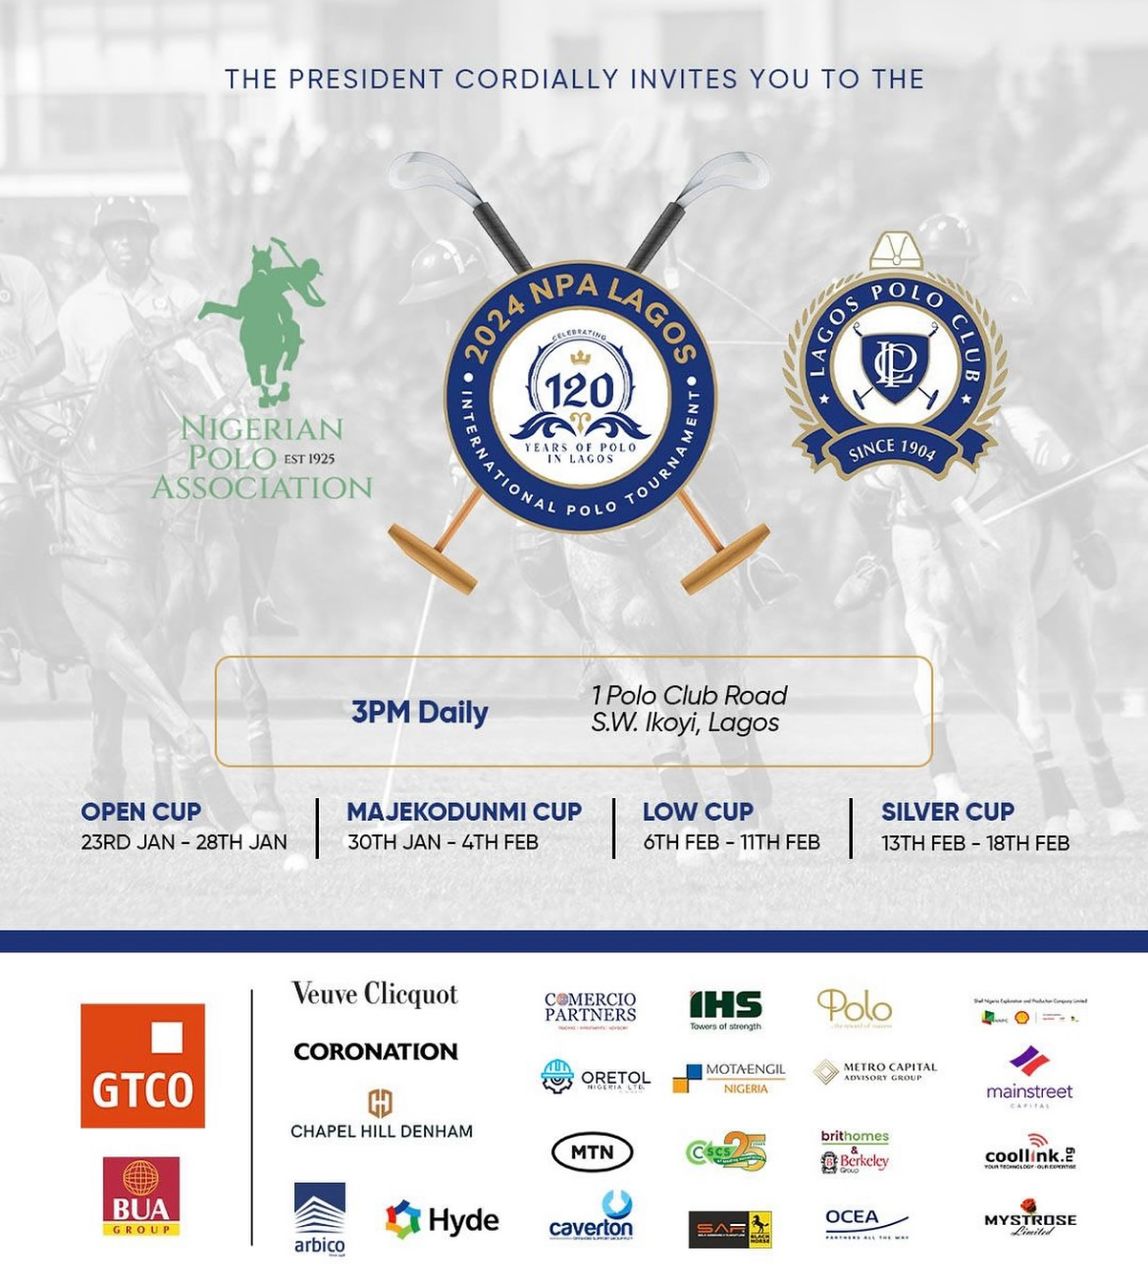 THE PRESIDENT CORDIALLY INVITES YOU TO THE
2024 NPA LAGOS
INTERNATIONAL POLO TOURNAMENT
CELEBRATING
120
YEARS OF POLO
IN LAGOS
NIGERIAN
POLO EST 1925
ASSOCIATION
LAGOS POLO CLUB
SINCE 1904
3PM Daily
1 Polo Club Road
S.W. Ikoyi, Lagos
OPEN CUP
23RD JAN - 28TH JAN
MAJEKODUNMI CUP
30TH JAN - 4TH FEB
LOW CUP
6TH FEB - 11TH FEB
SILVER CUP
13TH FEB - 18TH FEB
GTCO
BUA
GROUP
Veuve Clicquot
CORONATION
CHAPEL HILL DENHAM
arbico
Hyde
COMERCIO
PARTNERS
IHS
Towers of strength
Polo
Shell Nigeria Exploration and Production Company Limited
ORETOL
NIGERIA LTD.
MOTA-ENGIL
NIGERIA
METRO CAPITAL
ADVISORY GROUP
mainstreet
CAPITAL
MTN
CSCS 25
brithomes
&
Berkeley
Group
coollink.ng
YOUR TECHNOLOGY - OUR EXPERTISE
caverton
SAF
BLACK
HORSE
OCEA
PARTNERS ALL THE WAY
MYSTROSE
Limited